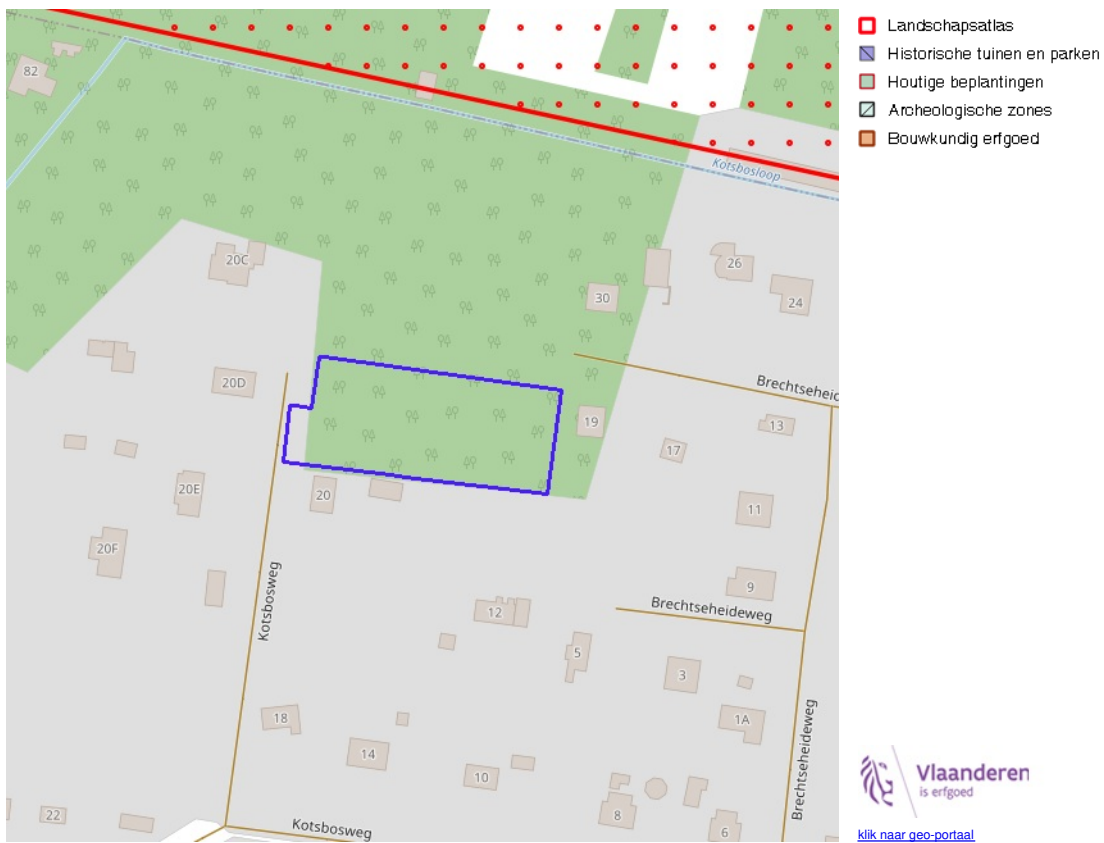 82
Kotsbosloop
20C
26
30
24
20D
Brechtseheid
19
13
17
20E
20
11
20F
9
Kotsbosweg
Brechtseheideweg
12
5
3
18
1A
14
Brechtseheideweg
10
8
22
6
Kotsbosweg
Landschapsatlas
Historische tuinen en parken
Houtige beplantingen
Archeologische zones
Bouwkundig erfgoed
Vlaanderen
is erfgoed
klik naar geo-portaal